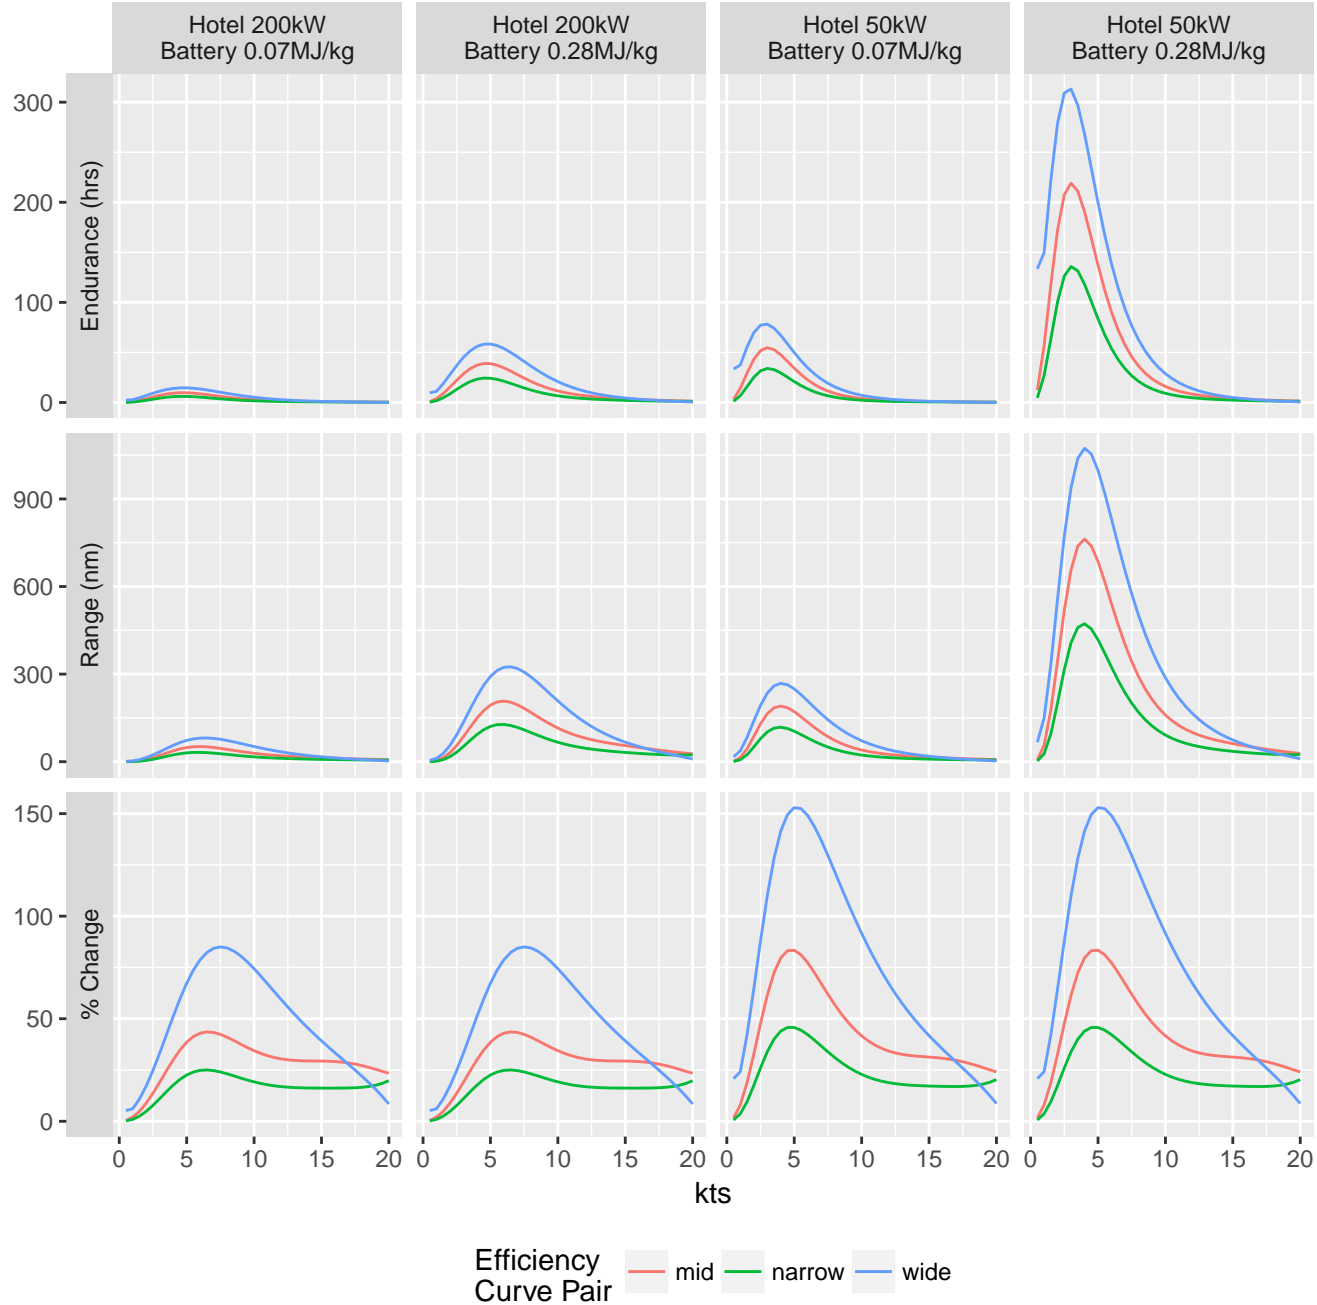 Hotel 200kW
Battery 0.07MJ/kg
Hotel 200kW
Battery 0.28MJ/kg
Hotel 50kW
Battery 0.07MJ/kg
Hotel 50kW
Battery 0.28MJ/kg
Endurance (hrs)
300
200
100
0
Range (nm)
900
600
300
0
% Change
150
100
50
0
0 5 10 15 20
0 5 10 15 20
0 5 10 15 20
0 5 10 15 20
kts
Efficiency
Curve Pair
mid narrow wide